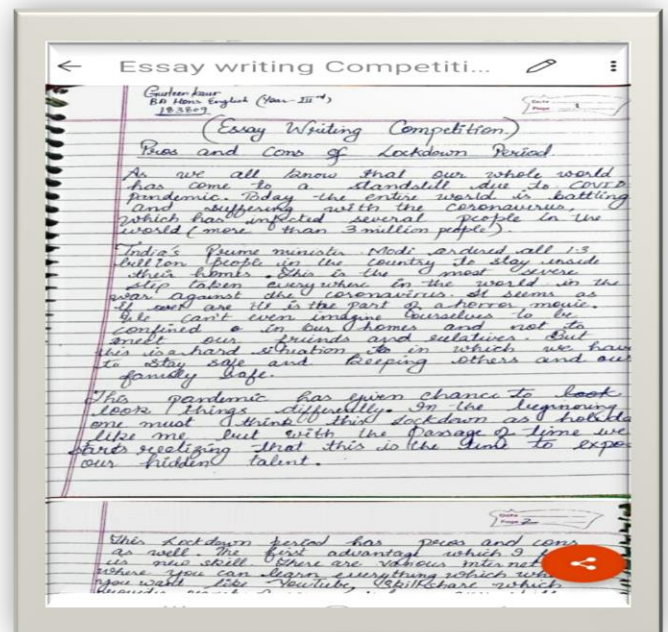 Essay writing Competiti...
Gurleen kaur
BA Hons English (Year-IIIrd)
183809
Date
Page 1
(Essay Writing Competition)
Pros and Cons of Lockdown Period
As we all know that our whole world
has come to a standstill due to COVID
pandemic. Today the entire world is battling
and suffering with the coronavirus.
which has infected several people in the
world (more than 3 million people).
India's Prime minister Modi ordered all 1.3
billion people in the country to stay inside
their homes. This is the most severe
step taken everywhere in the world in the
war against the coronavirus. It seems as
if we are it is the part of a horror movie.
We can't even imagine ourselves to be
confined in our homes and not to
meet our friends and relatives. But
this is a hard situation in which we have
to stay safe and keeping others and our
family safe.
This pandemic has given chance to look
look things differently. In the beginning
one must think this lockdown as holida
like me but with the passage of time we
starts realizing that this is the time to expo
our hidden talent.
Date
Page 2
This Lockdown period has pros and cons
as well. The first advantage which I
us new skill. There are various internet
where you can learn everything which
you want like YouTube, Skillshare which